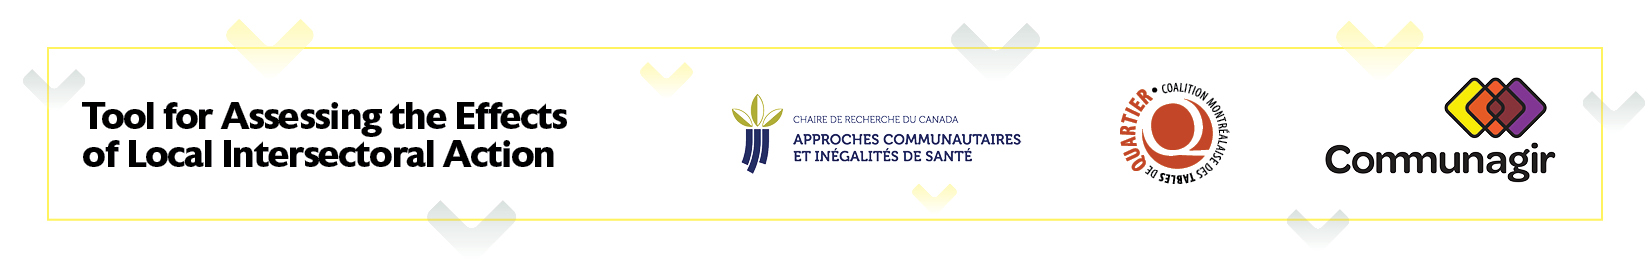 Tool for Assessing the Effects
of Local Intersectoral Action
CHAIRE DE RECHERCHE DU CANADA
APPROCHES COMMUNAUTAIRES
ET INÉGALITÉS DE SANTÉ
COALITION MONTRÉALAISE DES TABLES DE QUARTIER •
Communagir